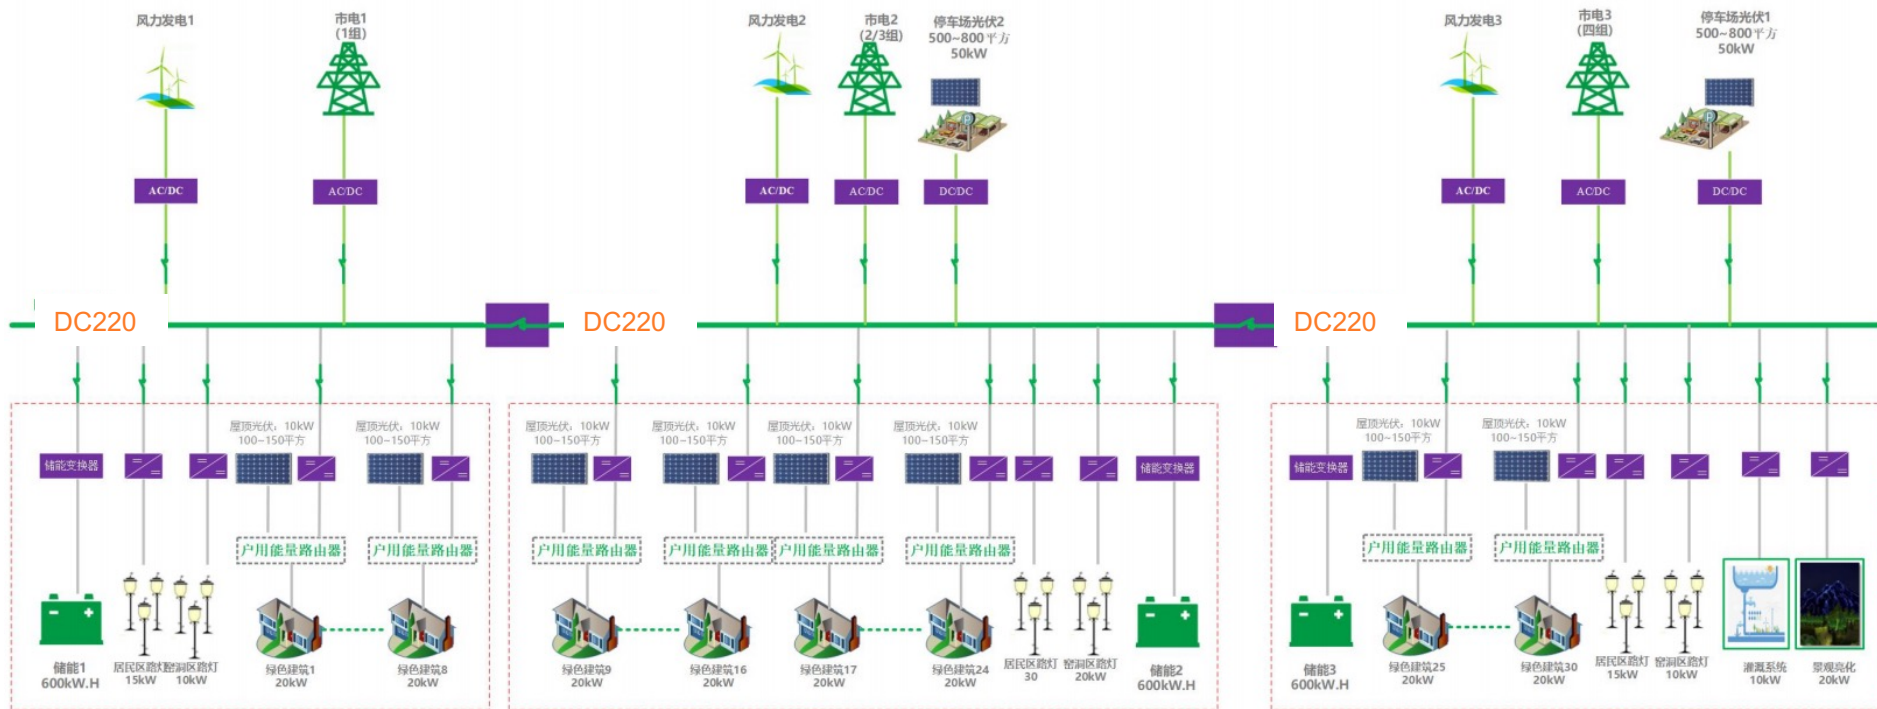 风力发电1
市电1
(1组)
风力发电2
市电2
(2/3组)
停车场光伏2
500~800平方
50kW
风力发电3
市电3
(四组)
停车场光伏1
500~800平方
50kW
AC/DC
AC/DC
AC/DC
AC/DC
DC/DC
AC/DC
AC/DC
DC/DC
DC220
DC220
DC220
储能变换器
屋顶光伏：10kW
100~150平方
屋顶光伏：10kW
100~150平方
户用能量路由器
户用能量路由器
储能1
600kW.H
居民区路灯
15kW
窑洞区路灯
10kW
绿色建筑1
20kW
绿色建筑8
20kW
屋顶光伏：10kW
100~150平方
屋顶光伏：10kW
100~150平方
屋顶光伏：10kW
100~150平方
屋顶光伏：10kW
100~150平方
储能变换器
户用能量路由器
户用能量路由器
户用能量路由器
户用能量路由器
绿色建筑9
20kW
绿色建筑16
20kW
绿色建筑17
20kW
绿色建筑24
20kW
居民区路灯
30
窑洞区路灯
20kW
储能2
600kW.H
储能变换器
屋顶光伏：10kW
100~150平方
屋顶光伏：10kW
100~150平方
户用能量路由器
户用能量路由器
储能3
600kW.H
绿色建筑25
20kW
绿色建筑30
20kW
居民区路灯
15kW
窑洞区路灯
10kW
灌溉系统
10kW
景观亮化
20kW